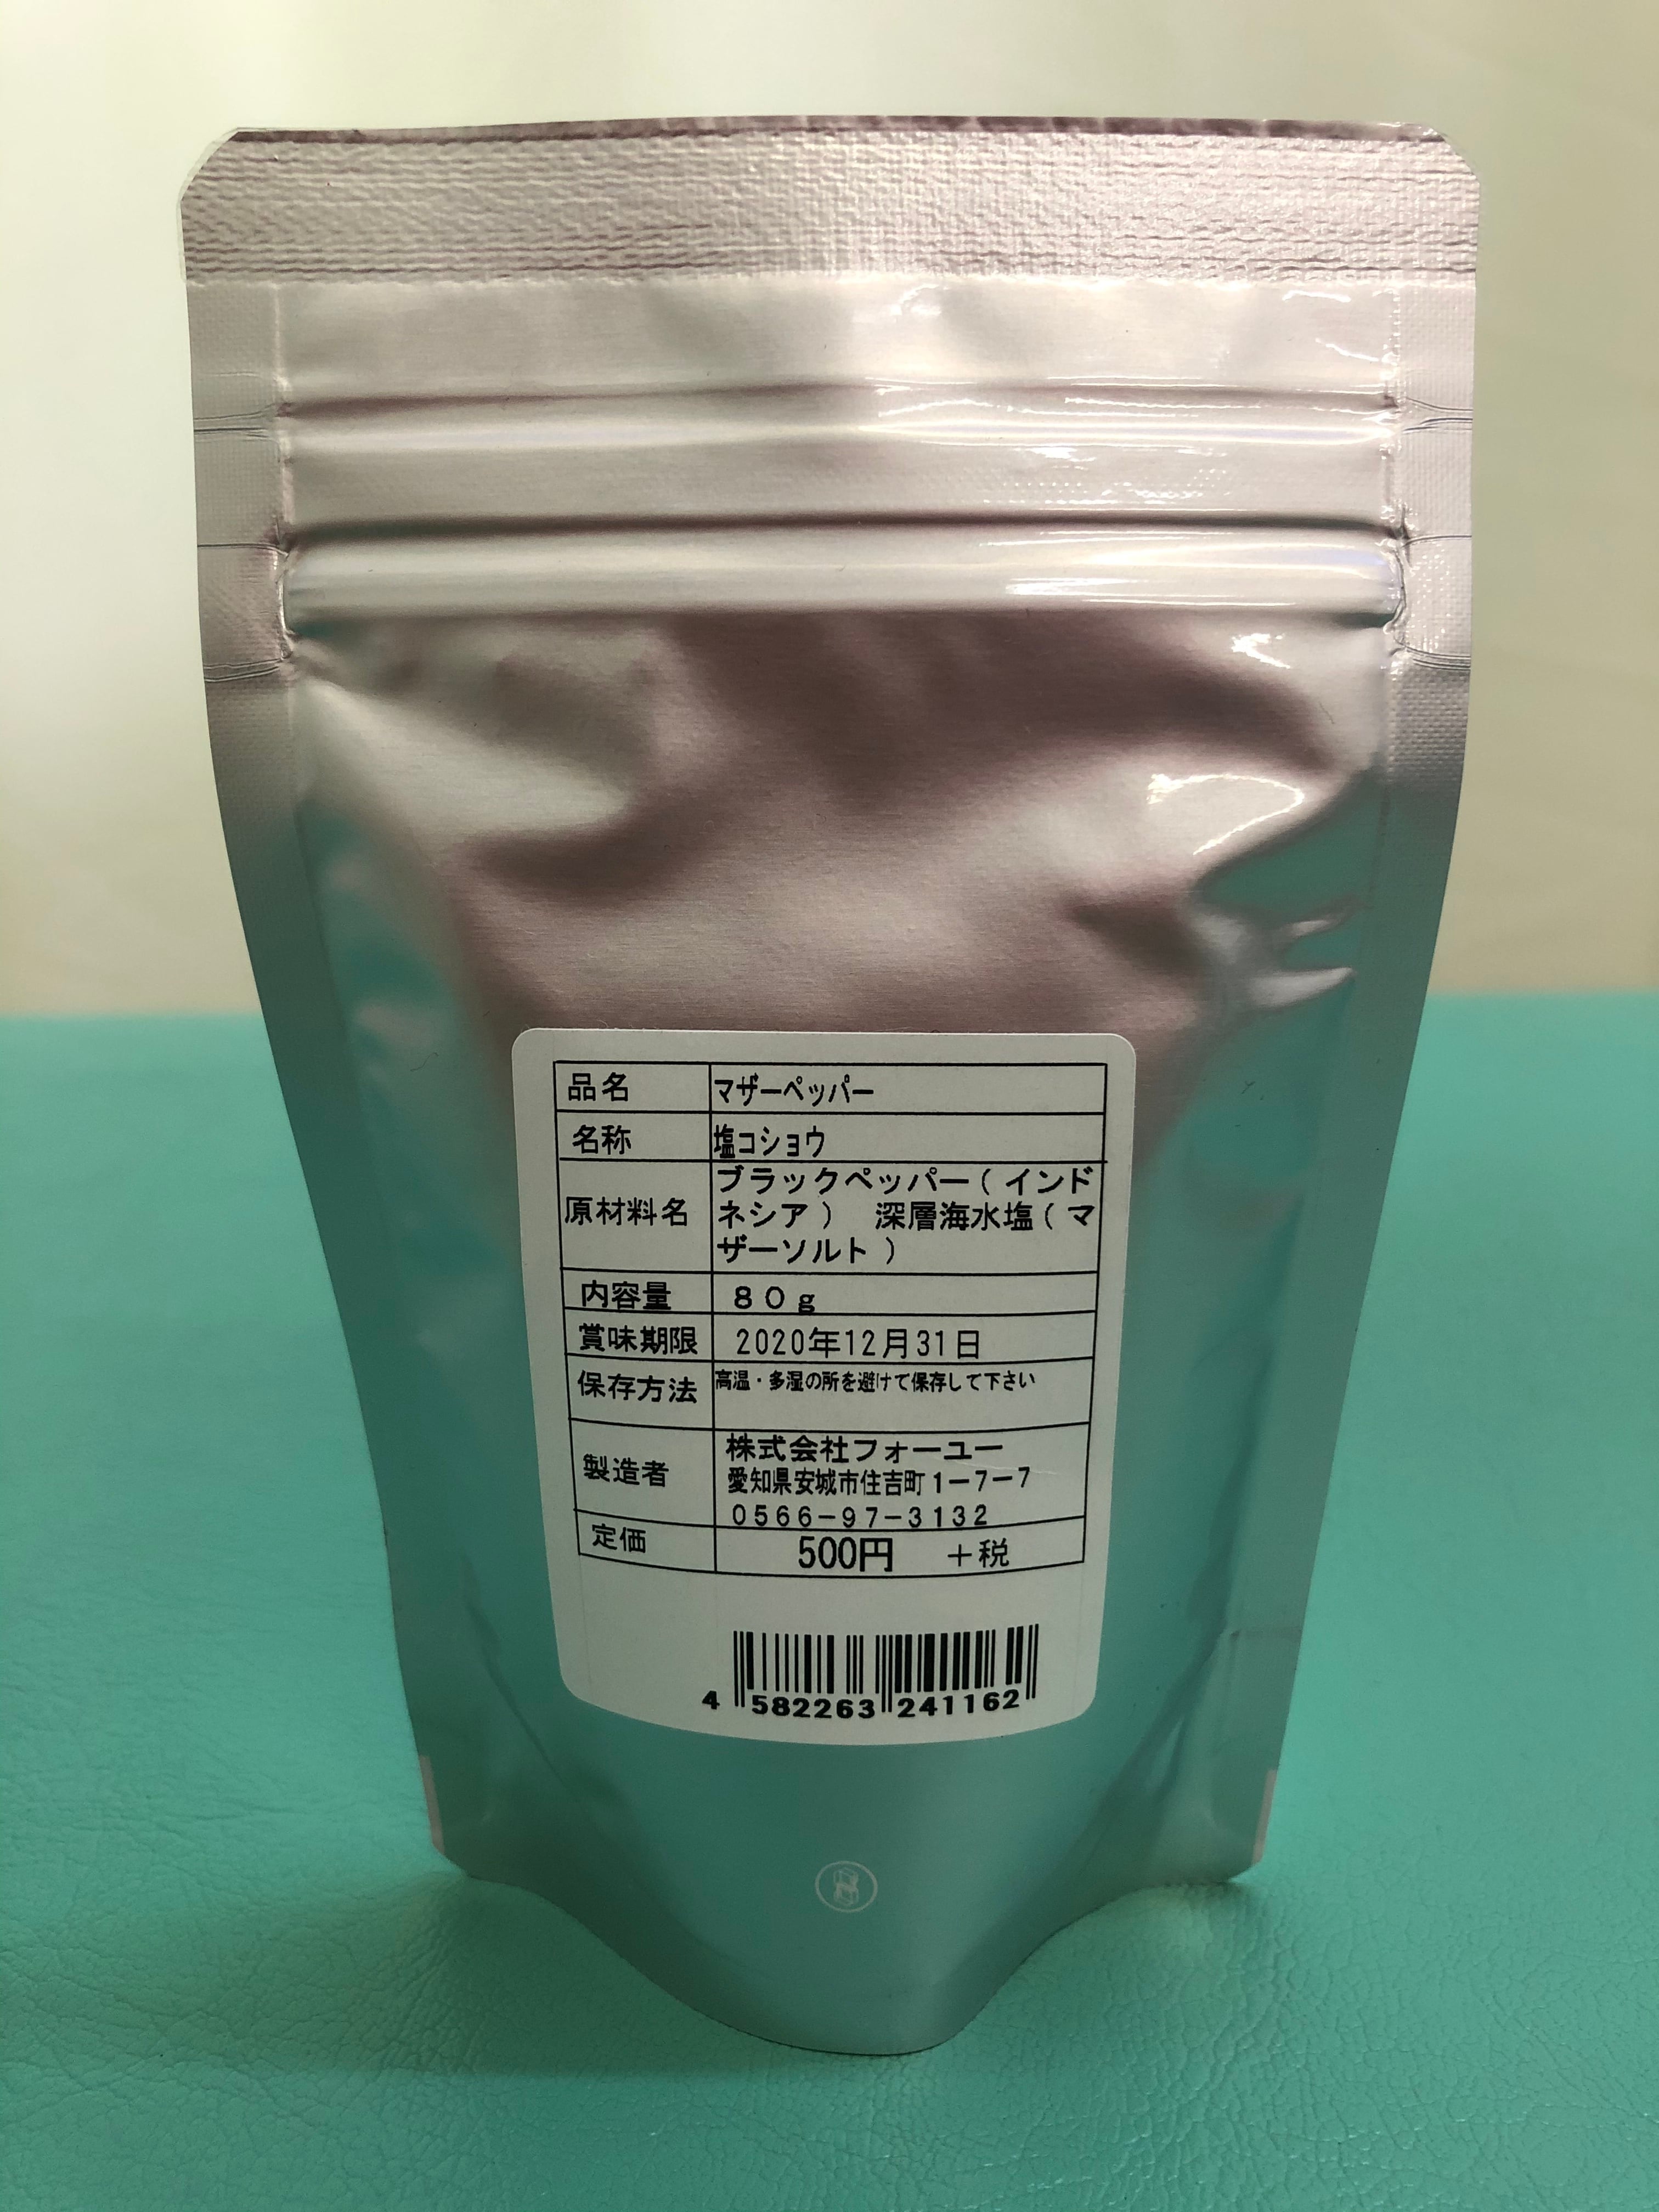 品名 マザーペッパー
名称 塩コショウ
原材料名 ブラックペッパー（インド
ネシア）　深層海水塩（マ
ザーソルト）
内容量 ８０ｇ
賞味期限 2020年12月31日
保存方法 高温・多湿の所を避けて保存して下さい
製造者 株式会社フォーユー
愛知県安城市住吉町１−７−７
０５６６−９７−３１３２
定価 500円　＋税
4 582263 241162